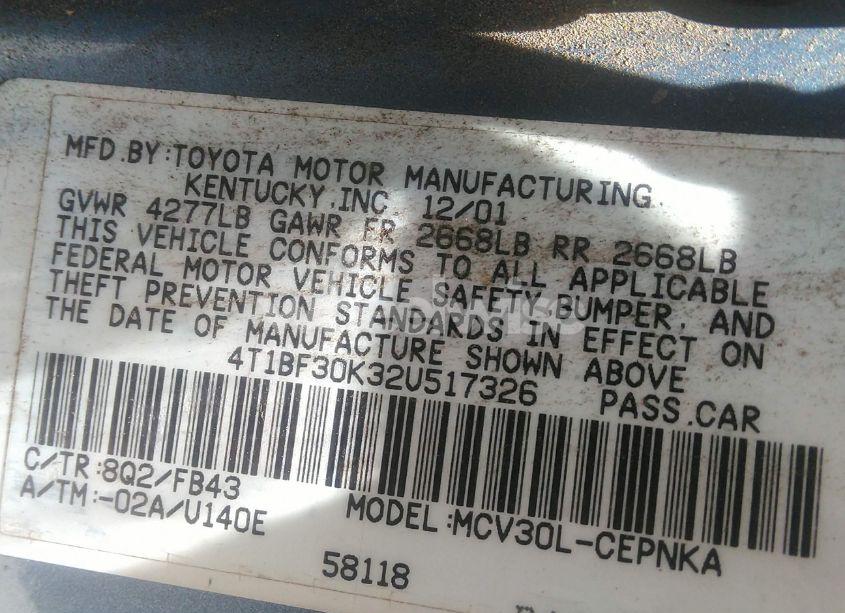 MFD.BY:TOYOTA MOTOR MANUFACTURING
KENTUCKY,INC. 12/01
GVWR 4277LB GAWR FR 2668LB RR 2668LB
THIS VEHICLE CONFORMS TO ALL APPLICABLE
FEDERAL MOTOR VEHICLE SAFETY,BUMPER, AND
THEFT PREVENTION STANDARDS IN EFFECT ON
THE DATE OF MANUFACTURE SHOWN ABOVE
4T1BF30K32U517326 PASS.CAR
C/TR:8Q2/FB43
A/TM:-02A/U140E
MODEL:MCV30L-CEPNKA
58118